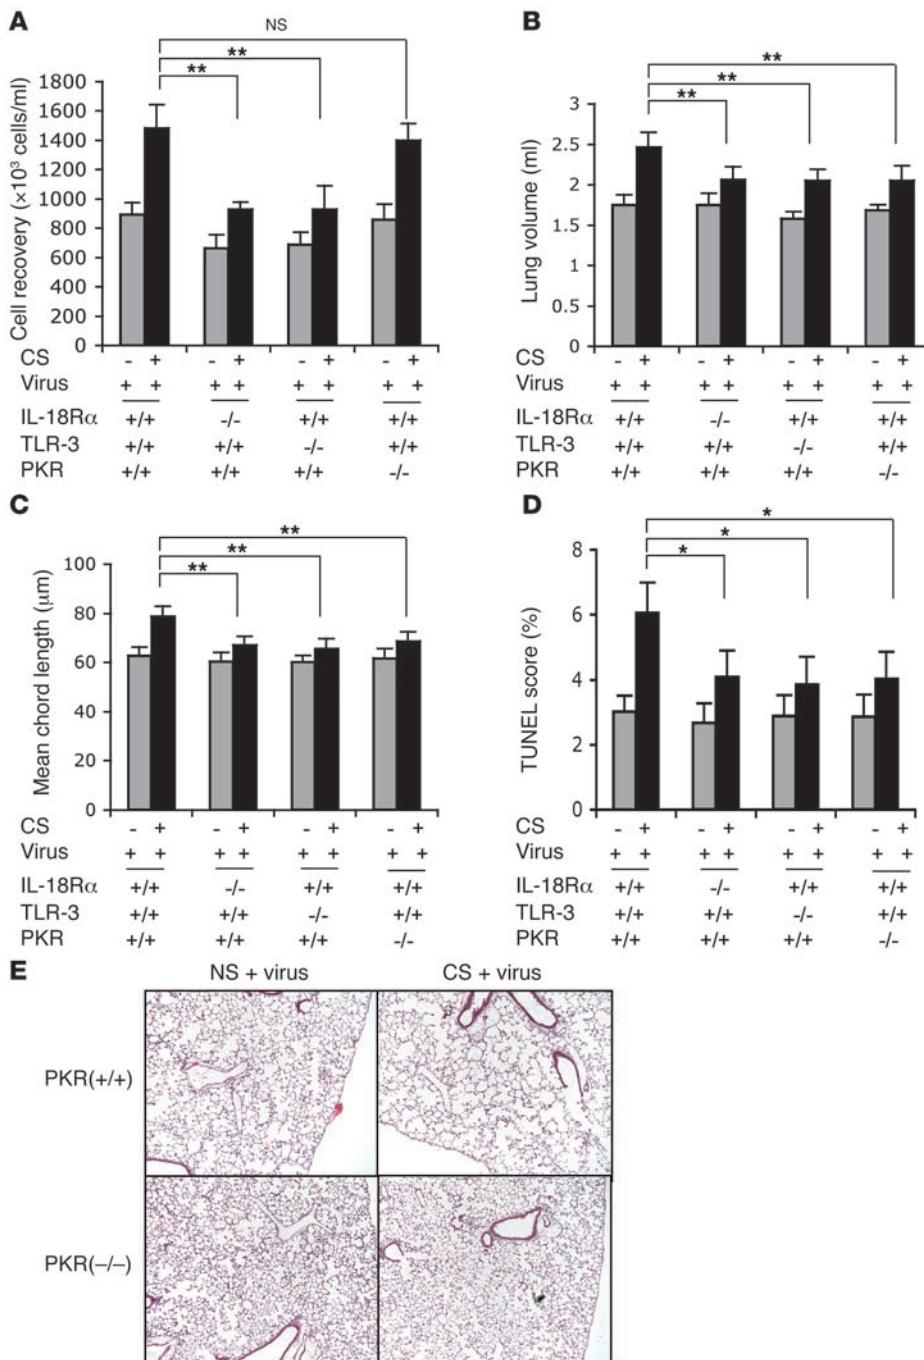 A
NS
**
**
Cell recovery (×10³ cells/ml)
1800
1600
1400
1200
1000
800
600
400
200
0
CS - + - + - + - +
Virus + + + + + + + +
IL-18Rα +/+ -/- +/+ +/+
TLR-3 +/+ +/+ -/- +/+
PKR +/+ +/+ +/+ -/-
B
**
**
**
Lung volume (ml)
3
2.5
2
1.5
1
0.5
0
CS - + - + - + - +
Virus + + + + + + + +
IL-18Rα +/+ -/- +/+ +/+
TLR-3 +/+ +/+ -/- +/+
PKR +/+ +/+ +/+ -/-
C
**
**
**
Mean chord length (μm)
100
80
60
40
20
0
CS - + - + - + - +
Virus + + + + + + + +
IL-18Rα +/+ -/- +/+ +/+
TLR-3 +/+ +/+ -/- +/+
PKR +/+ +/+ +/+ -/-
D
*
*
*
TUNEL score (%)
8
6
4
2
0
CS - + - + - + - +
Virus + + + + + + + +
IL-18Rα +/+ -/- +/+ +/+
TLR-3 +/+ +/+ -/- +/+
PKR +/+ +/+ +/+ -/-
E
NS + virus CS + virus
PKR(+/+)
PKR(–/–)